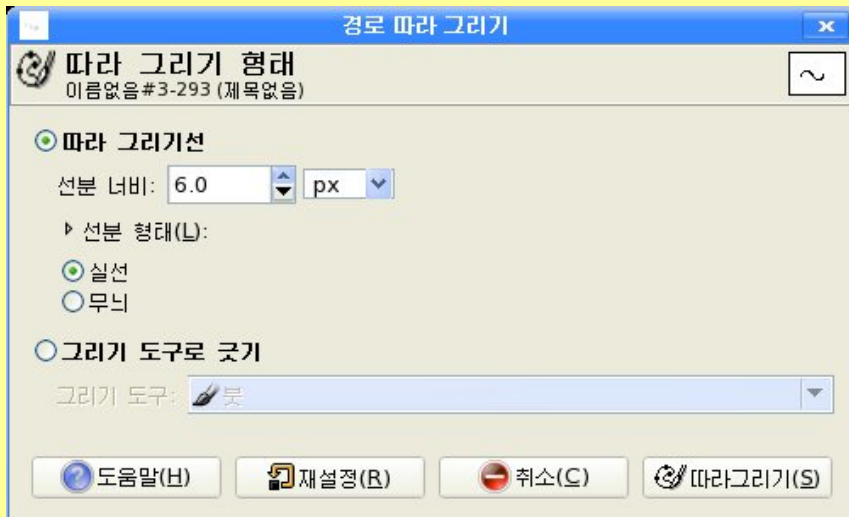 경로 따라 그리기
따라 그리기 형태
이름없음#3-293 (제목없음)
따라 그리기선
선분 너비: 6.0 px
선분 형태(L):
실선
무늬
그리기 도구로 긋기
그리기 도구: 붓
도움말(H) 재설정(R) 취소(C) 따라그리기(S)